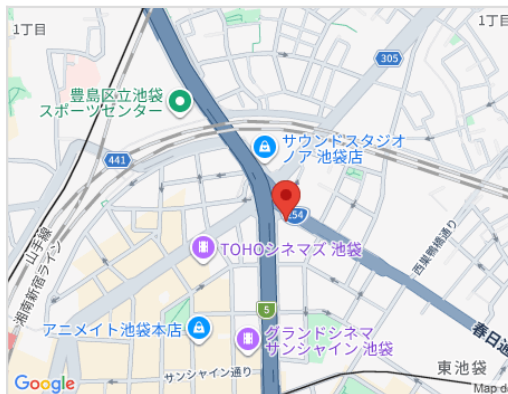 1丁目
1丁目
305
豊島区立池袋
スポーツセンター
サウンドスタジオ
ノア 池袋店
441
254
山手線
湘南新宿ライン
TOHOシネマズ 池袋
西巣鴨橋通り
5
アニメイト池袋本店
グランドシネマ
サンシャイン 池袋
春日通
サンシャイン通り
東池袋
Google
Map de